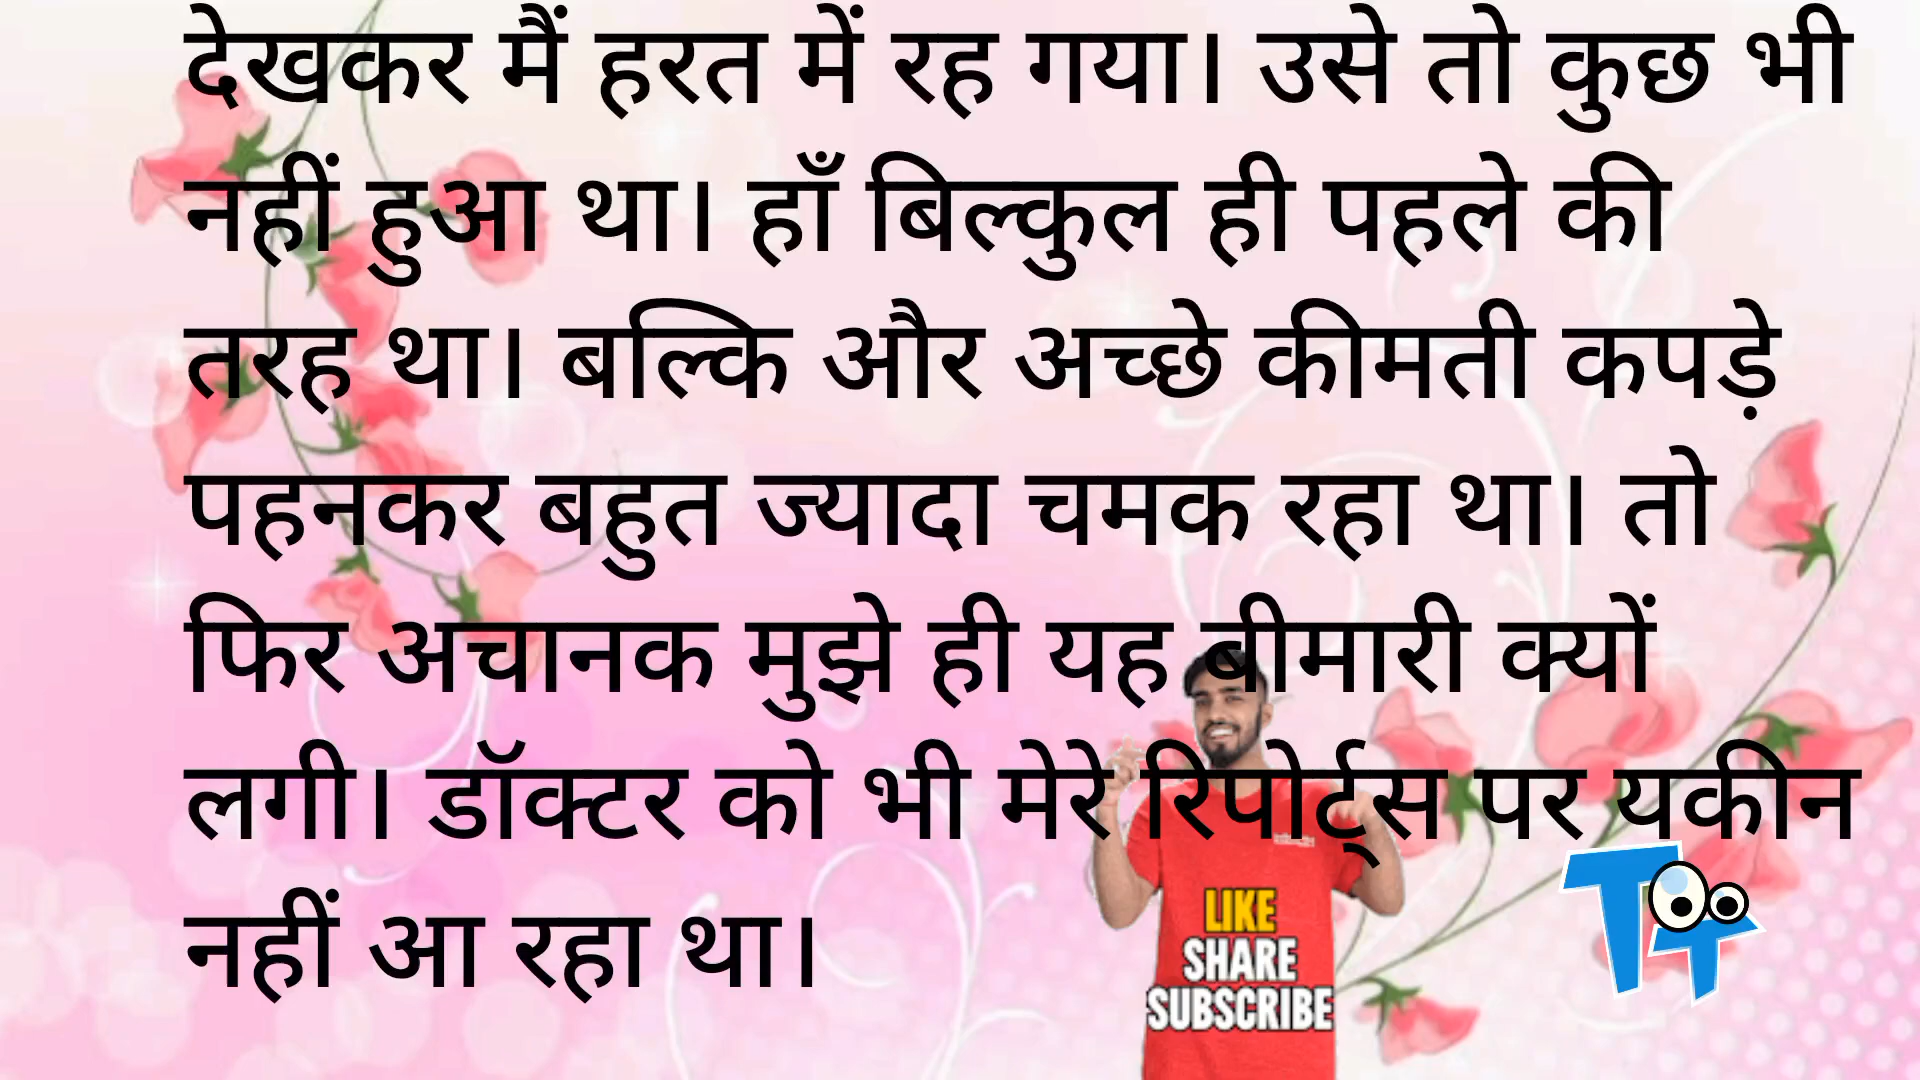 देखकर मैं हरत में रह गया। उसे तो कुछ भी
नहीं हुआ था। हाँ बिल्कुल ही पहले की
तरह था। बल्कि और अच्छे कीमती कपड़े
पहनकर बहुत ज्यादा चमक रहा था। तो
फिर अचानक मुझे ही यह बीमारी क्यों
लगी। डॉक्टर को भी मेरे रिपोर्ट्स पर यकीन
नहीं आ रहा था।
LIKE
SHARE
SUBSCRIBE
TT